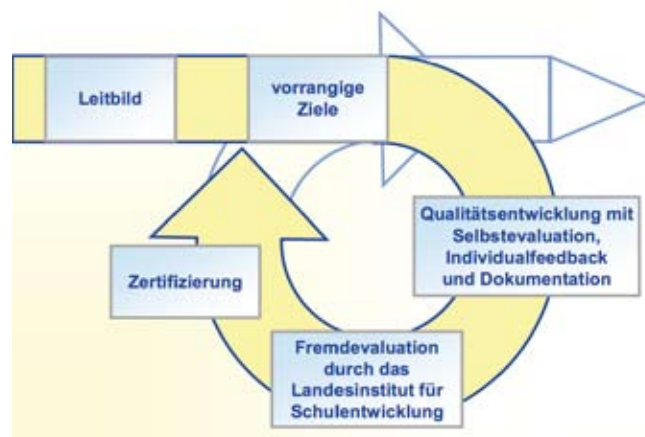 Leitbild
vorrangige
Ziele
Qualitätsentwicklung mit
Selbstevaluation,
Individualfeedback
und Dokumentation
Fremdevaluation
durch das
Landesinstitut für
Schulentwicklung
Zertifizierung